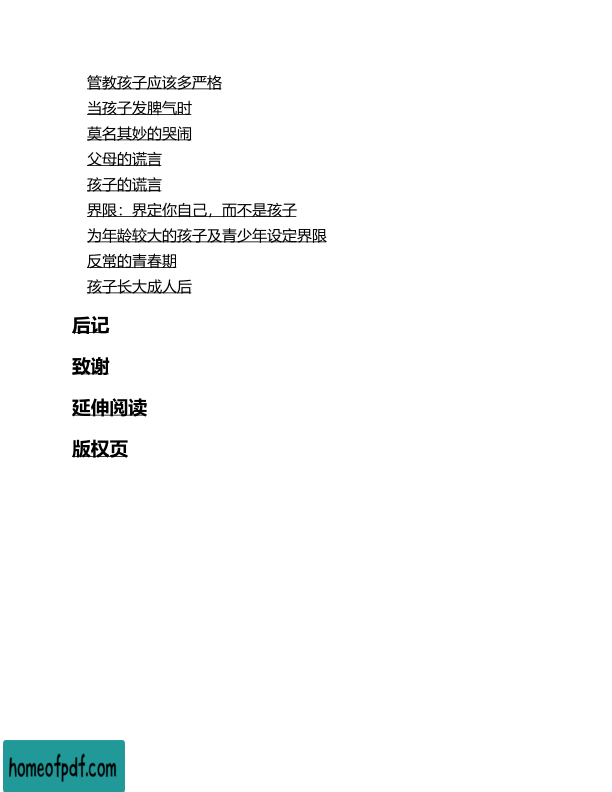 管教孩子应该多严格
当孩子发脾气时
莫名其妙的哭闹
父母的谎言
孩子的谎言
界限：界定你自己，而不是孩子
为年龄较大的孩子及青少年设定界限
反常的青春期
孩子长大成人后
后记
致谢
延伸阅读
版权页
homeofpdf.com